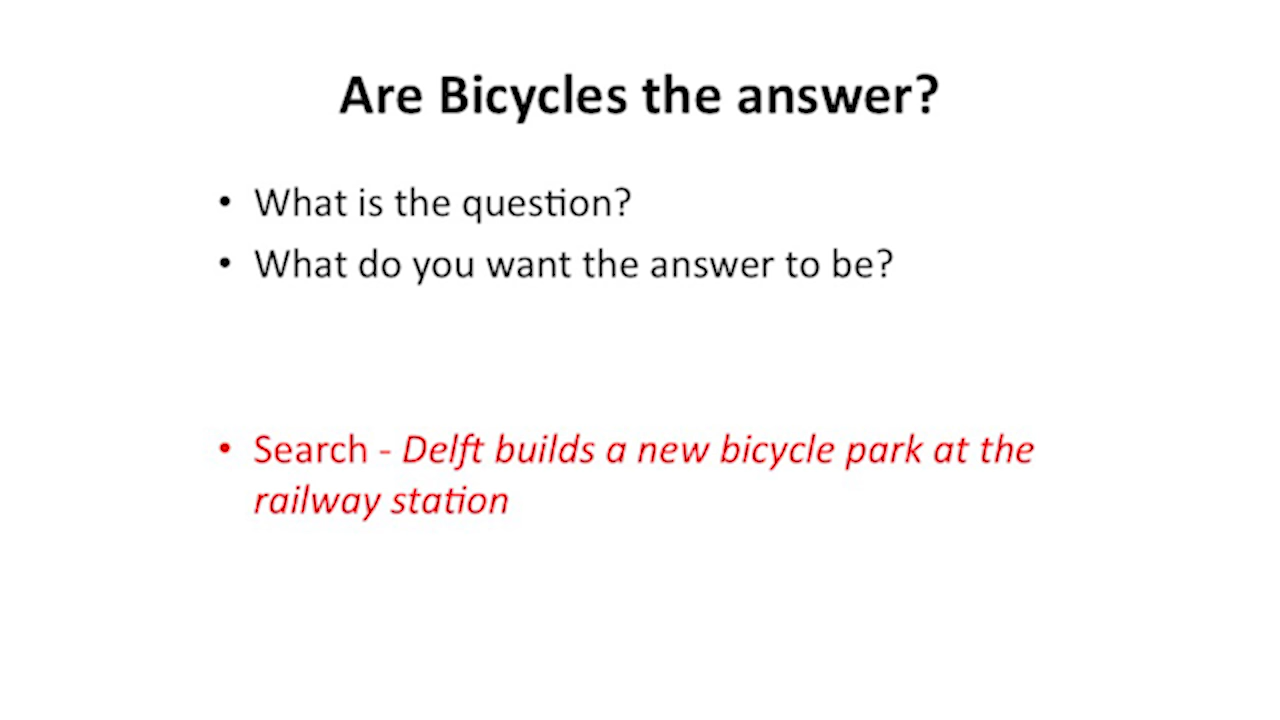 Are Bicycles the answer?
• What is the question?
• What do you want the answer to be?
• Search - Delft builds a new bicycle park at the
railway station